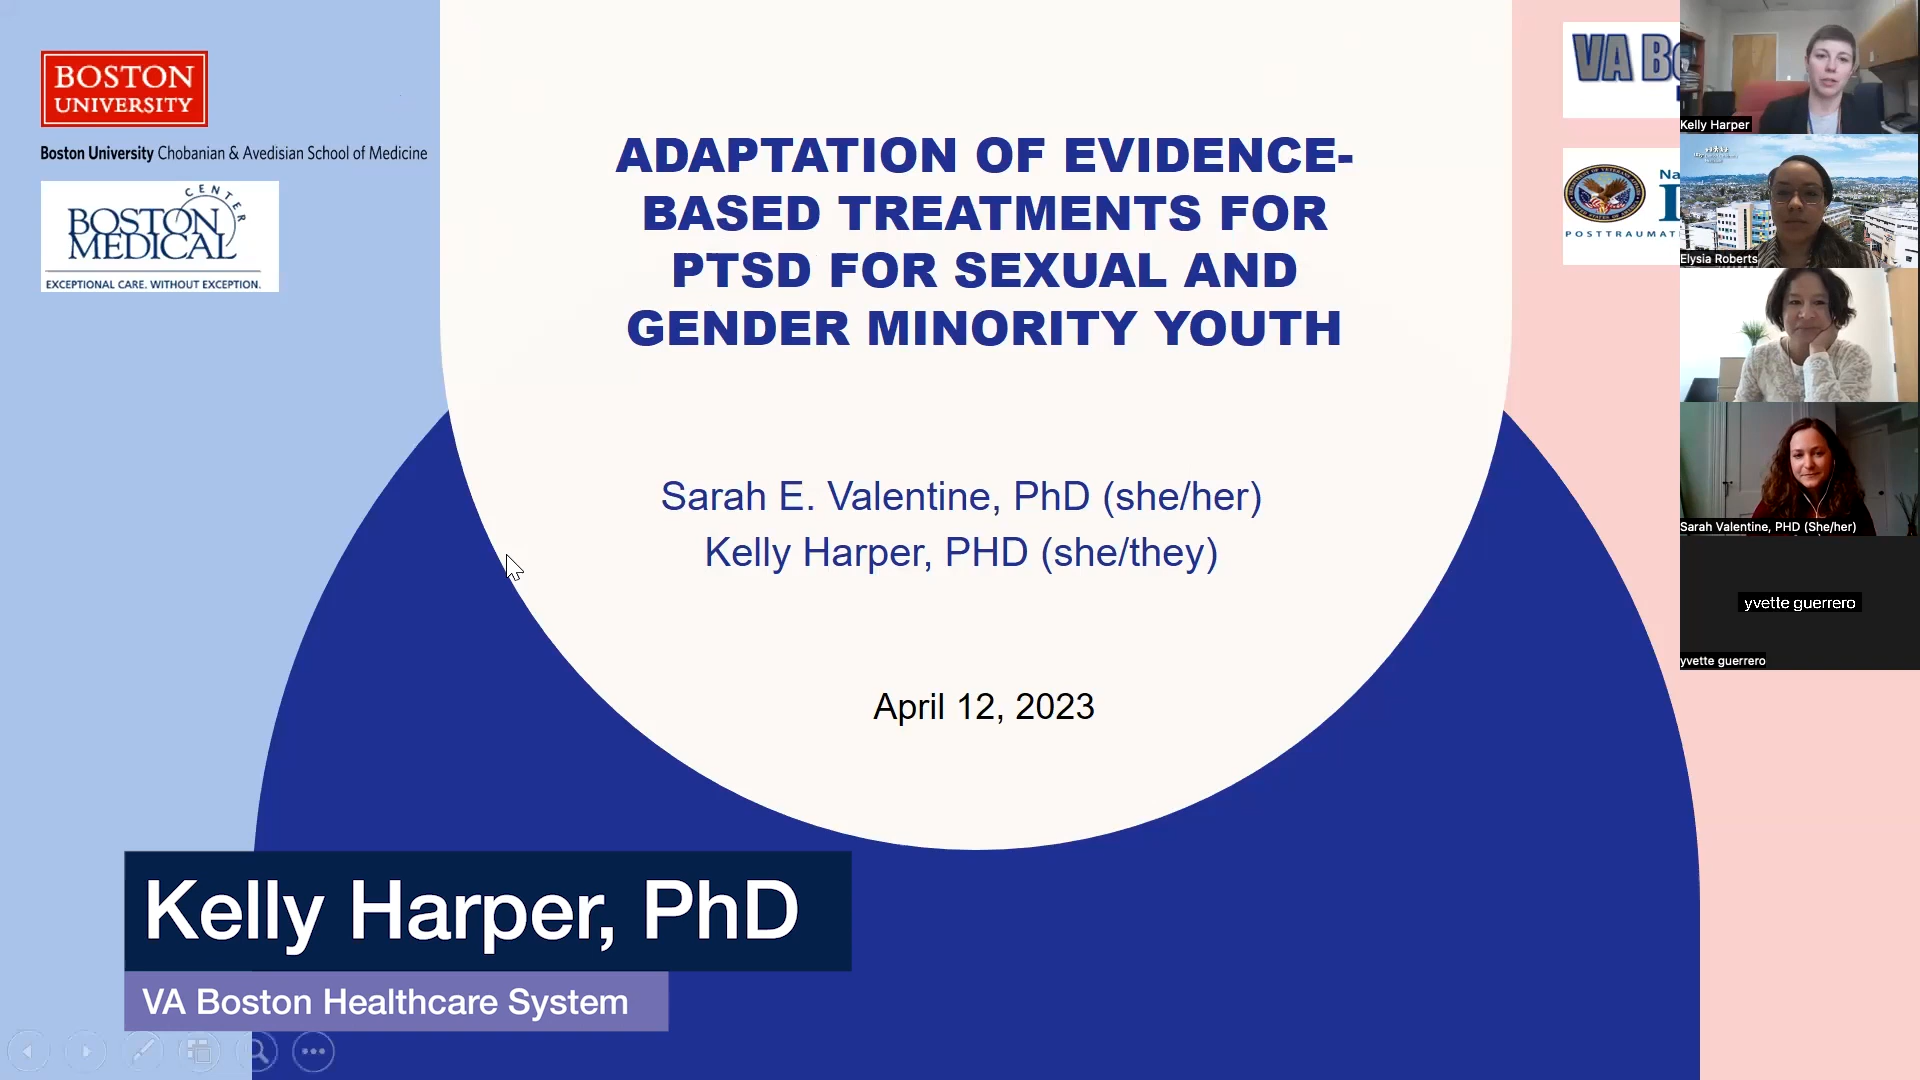 BOSTON
UNIVERSITY
Boston University Chobanian & Avedisian School of Medicine
BOSTON
MEDICAL
CENTER
EXCEPTIONAL CARE. WITHOUT EXCEPTION.
ADAPTATION OF EVIDENCE-
BASED TREATMENTS FOR
PTSD FOR SEXUAL AND
GENDER MINORITY YOUTH
Sarah E. Valentine, PhD (she/her)
Kelly Harper, PHD (she/they)
April 12, 2023
VA
Kelly Harper
Elysia Roberts
Sarah Valentine, PHD (She/her)
yvette guerrero
yvette guerrero
Kelly Harper, PhD
VA Boston Healthcare System